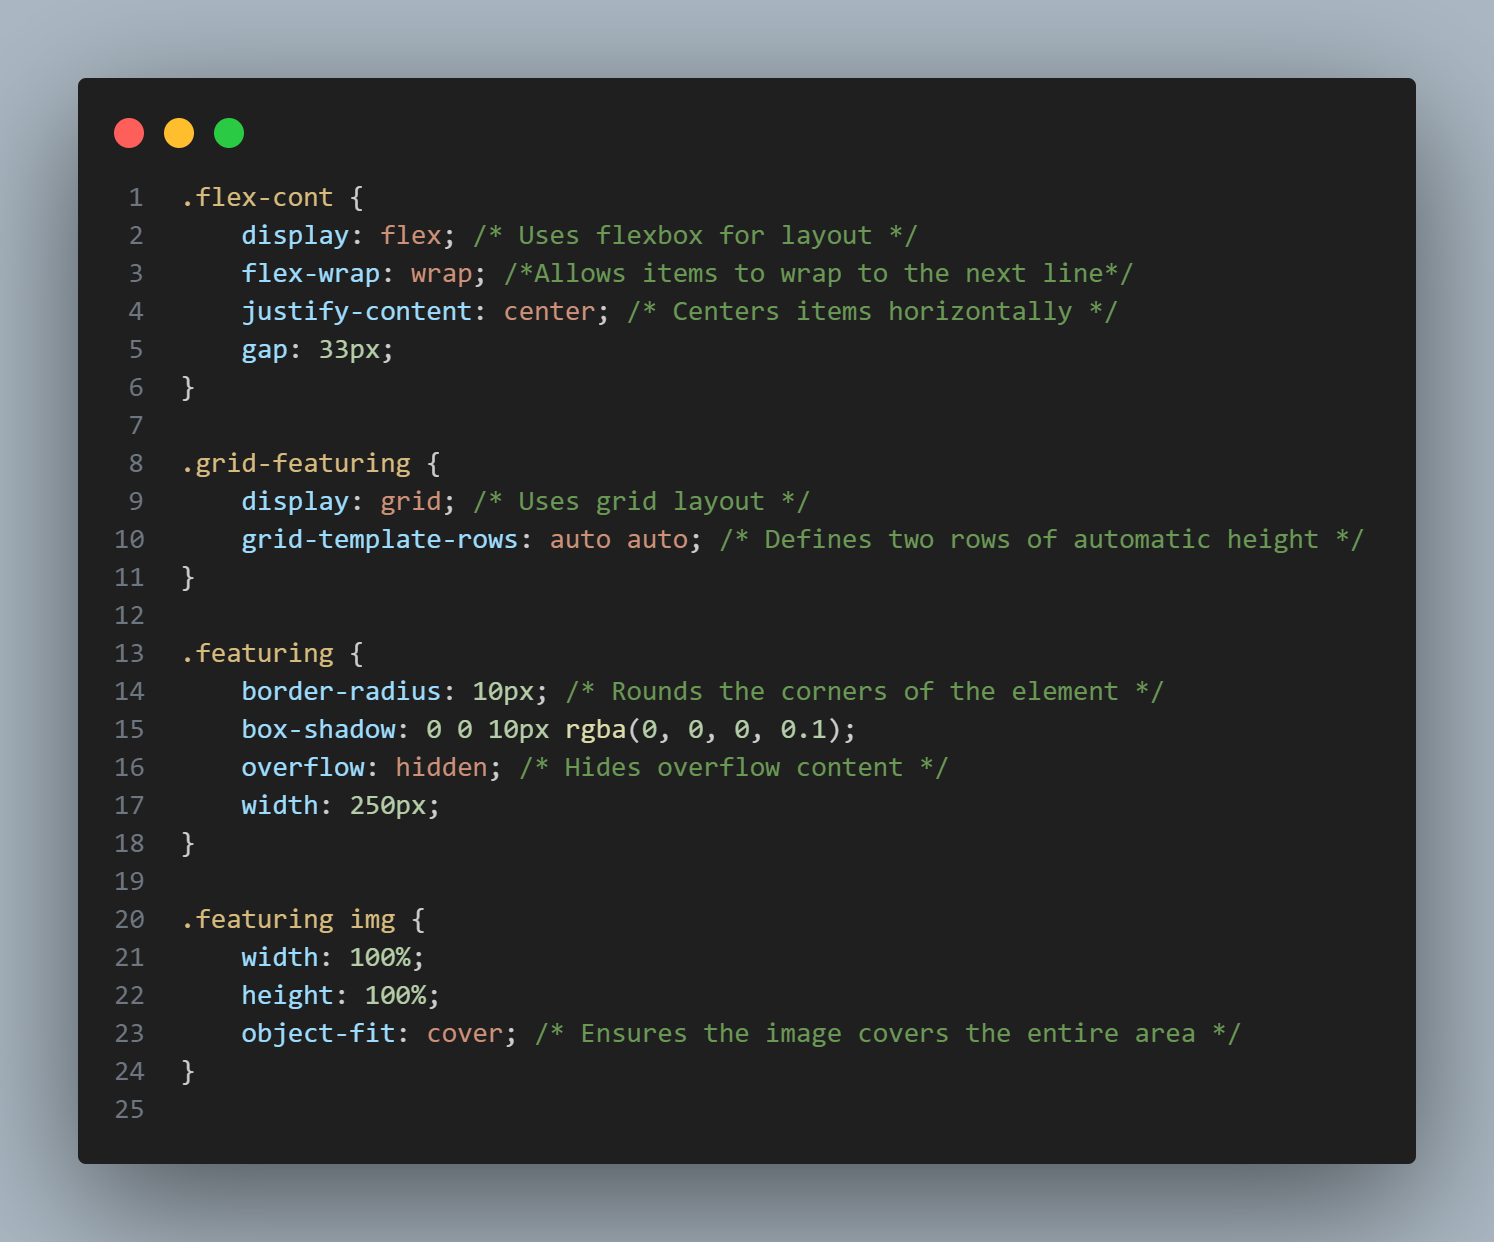 1 .flex-cont {
2 display: flex; /* Uses flexbox for layout */
3 flex-wrap: wrap; /*Allows items to wrap to the next line*/
4 justify-content: center; /* Centers items horizontally */
5 gap: 33px;
6 }
7
8 .grid-featuring {
9 display: grid; /* Uses grid layout */
10 grid-template-rows: auto auto; /* Defines two rows of automatic height */
11 }
12
13 .featuring {
14 border-radius: 10px; /* Rounds the corners of the element */
15 box-shadow: 0 0 10px rgba(0, 0, 0, 0.1);
16 overflow: hidden; /* Hides overflow content */
17 width: 250px;
18 }
19
20 .featuring img {
21 width: 100%;
22 height: 100%;
23 object-fit: cover; /* Ensures the image covers the entire area */
24 }
25